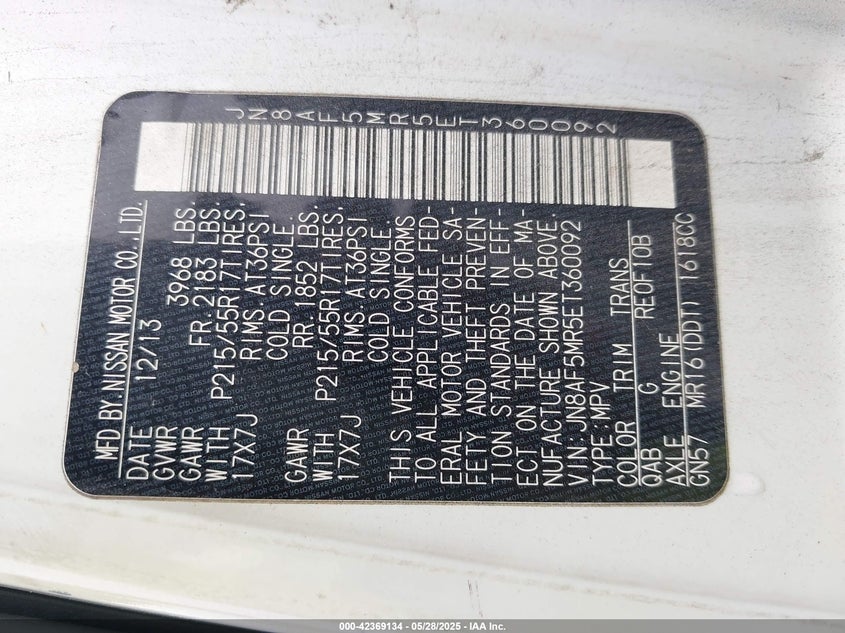 JN8AF5MR5ET360092
MFD BY.NISSAN MOTOR CO.,LTD.
DATE 12/13
GVWR 3968 LBS.
GAWR FR.2183 LBS.
WITH P215/55R17TIRES.
17X7J RIMS.AT36PSI
COLD SINGLE.
GAWR RR.1852 LBS.
WITH P215/55R17TIRES.
17X7J RIMS.AT36PSI
COLD SINGLE.
THIS VEHICLE CONFORMS
TO ALL APPLICABLE FED-
ERAL MOTOR VEHICLE SA-
FETY AND THEFT PREVEN-
TION STANDARDS IN EFF-
ECT ON THE DATE OF MA-
NUFACTURE SHOWN ABOVE.
VIN:JN8AF5MR5ET360092
TYPE:MPV
COLOR TRIM TRANS
QAB G REOFTOB
AXLE ENGINE
GN57 MR16(DDT) 1618CC
000-42369134 - 05/28/2025 - IAA Inc.